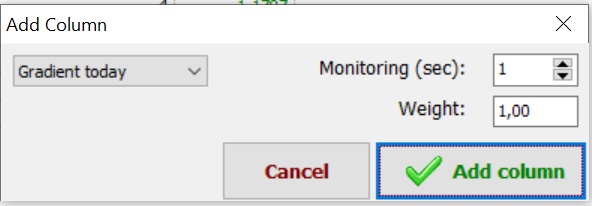 Add Column
Gradient today
Monitoring (sec): 1
Weight: 1,00
Cancel
Add column